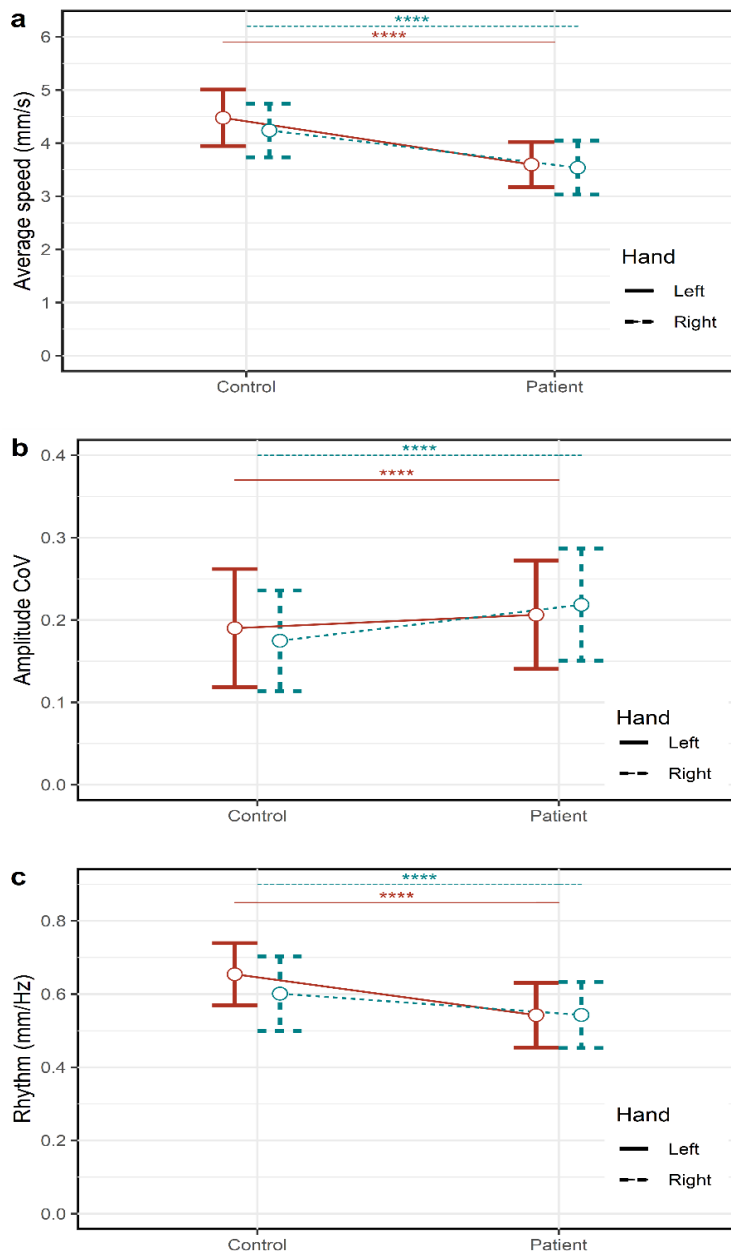 a
****
****
Average speed (mm/s)
6
5
4
3
2
1
0
Hand
Left
Right
Control Patient
b
****
****
Amplitude CoV
0.4
0.3
0.2
0.1
0.0
Hand
Left
Right
Control Patient
c
****
****
Rhythm (mm/Hz)
0.8
0.6
0.4
0.2
0.0
Hand
Left
Right
Control Patient